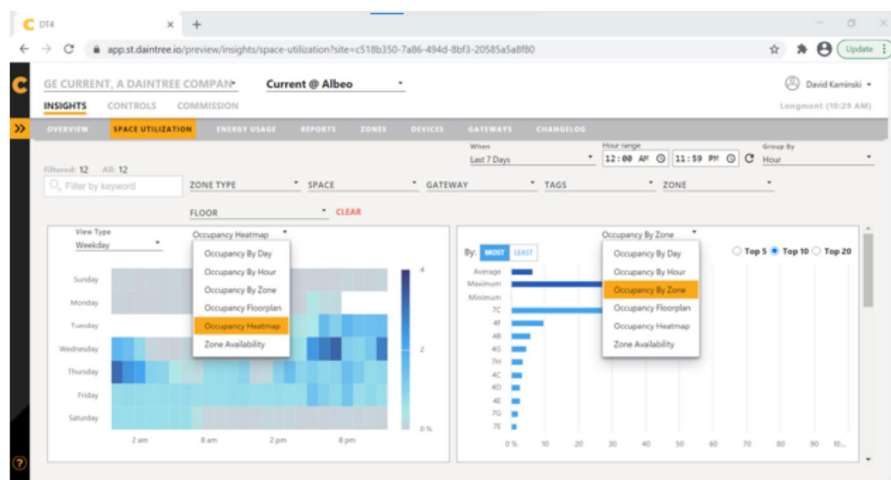 DT4
app.st.daintree.io/preview/insights/space-utilization?site=c518b350-7a86-494d-8bf3-20585a5a8f80
Update
GE CURRENT, A DAINTREE COMPAN
Current @ Albeo
David Kaminski
INSIGHTS CONTROLS COMMISSION
Longmont (10:29 AM)
OVERVIEW SPACE UTILIZATION ENERGY USAGE REPORTS ZONES DEVICES GATEWAYS CHANGELOG
When Hour range Group By
Last 7 Days 12:00 AM 11:59 PM Hour
Filtered: 12 All: 12
Filter by keyword ZONE TYPE SPACE GATEWAY TAGS ZONE
FLOOR CLEAR
View Type
Weekday
Occupancy Heatmap
Occupancy By Day
Occupancy By Hour
Occupancy By Zone
Occupancy Floorplan
Occupancy Heatmap
Zone Availability
Sunday
Monday
Tuesday
Wednesday
Thursday
Friday
Saturday
2 am 8 am 2 pm 8 pm
4
2
0 %
Occupancy By Zone
By: MOST LEAST
Top 5 Top 10 Top 20
Occupancy By Day
Occupancy By Hour
Occupancy By Zone
Occupancy Floorplan
Occupancy Heatmap
Zone Availability
Average
Maximum
Minimum
7C
4F
4B
4G
7H
4C
4D
4E
7G
7E
0 % 10 20 30 40 50 60 70 80 90 10...